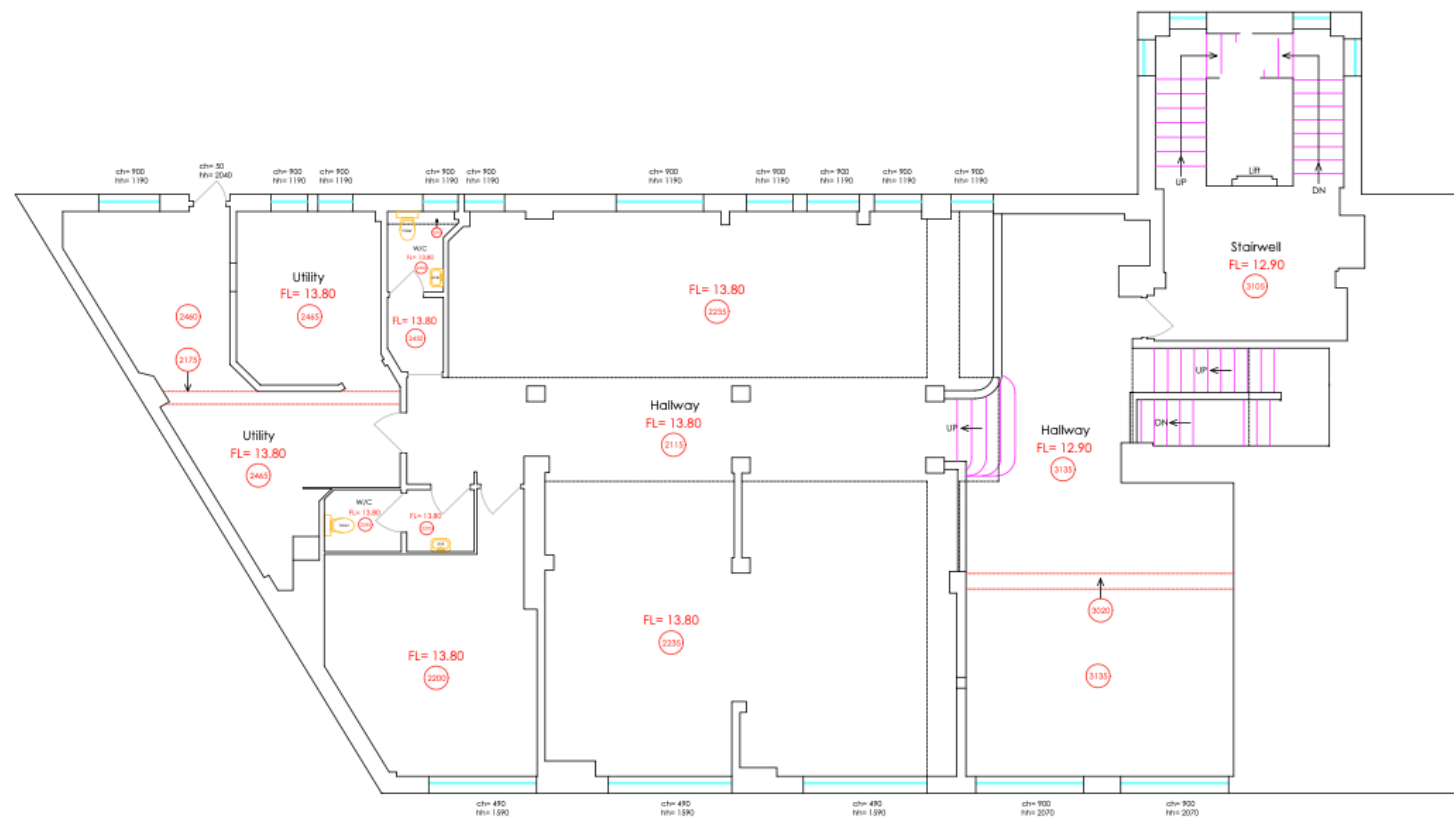 ch= 50
hh= 2040
ch= 900
hh= 1190
ch= 900
hh= 1190
ch= 900
hh= 1190
ch= 900
hh= 1190
ch= 900
hh= 1190
ch= 900
hh= 1190
ch= 900
hh= 1190
ch= 900
hh= 1190
ch= 900
hh= 1190
ch= 900
hh= 1190
Lift
UP
DN
Stairwell
FL= 12.90
3105
W/C
FL= 13.80
Utility
FL= 13.80
2465
FL= 13.80
2235
2460
FL= 13.80
2450
2175
UP
Hallway
FL= 13.80
2115
UP
Hallway
FL= 12.90
3135
DN
Utility
FL= 13.80
2465
W/C
FL= 13.80
FL= 13.80
3020
FL= 13.80
2235
FL= 13.80
2200
3135
ch= 490
hh= 1590
ch= 490
hh= 1590
ch= 490
hh= 1590
ch= 900
hh= 2070
ch= 900
hh= 2070